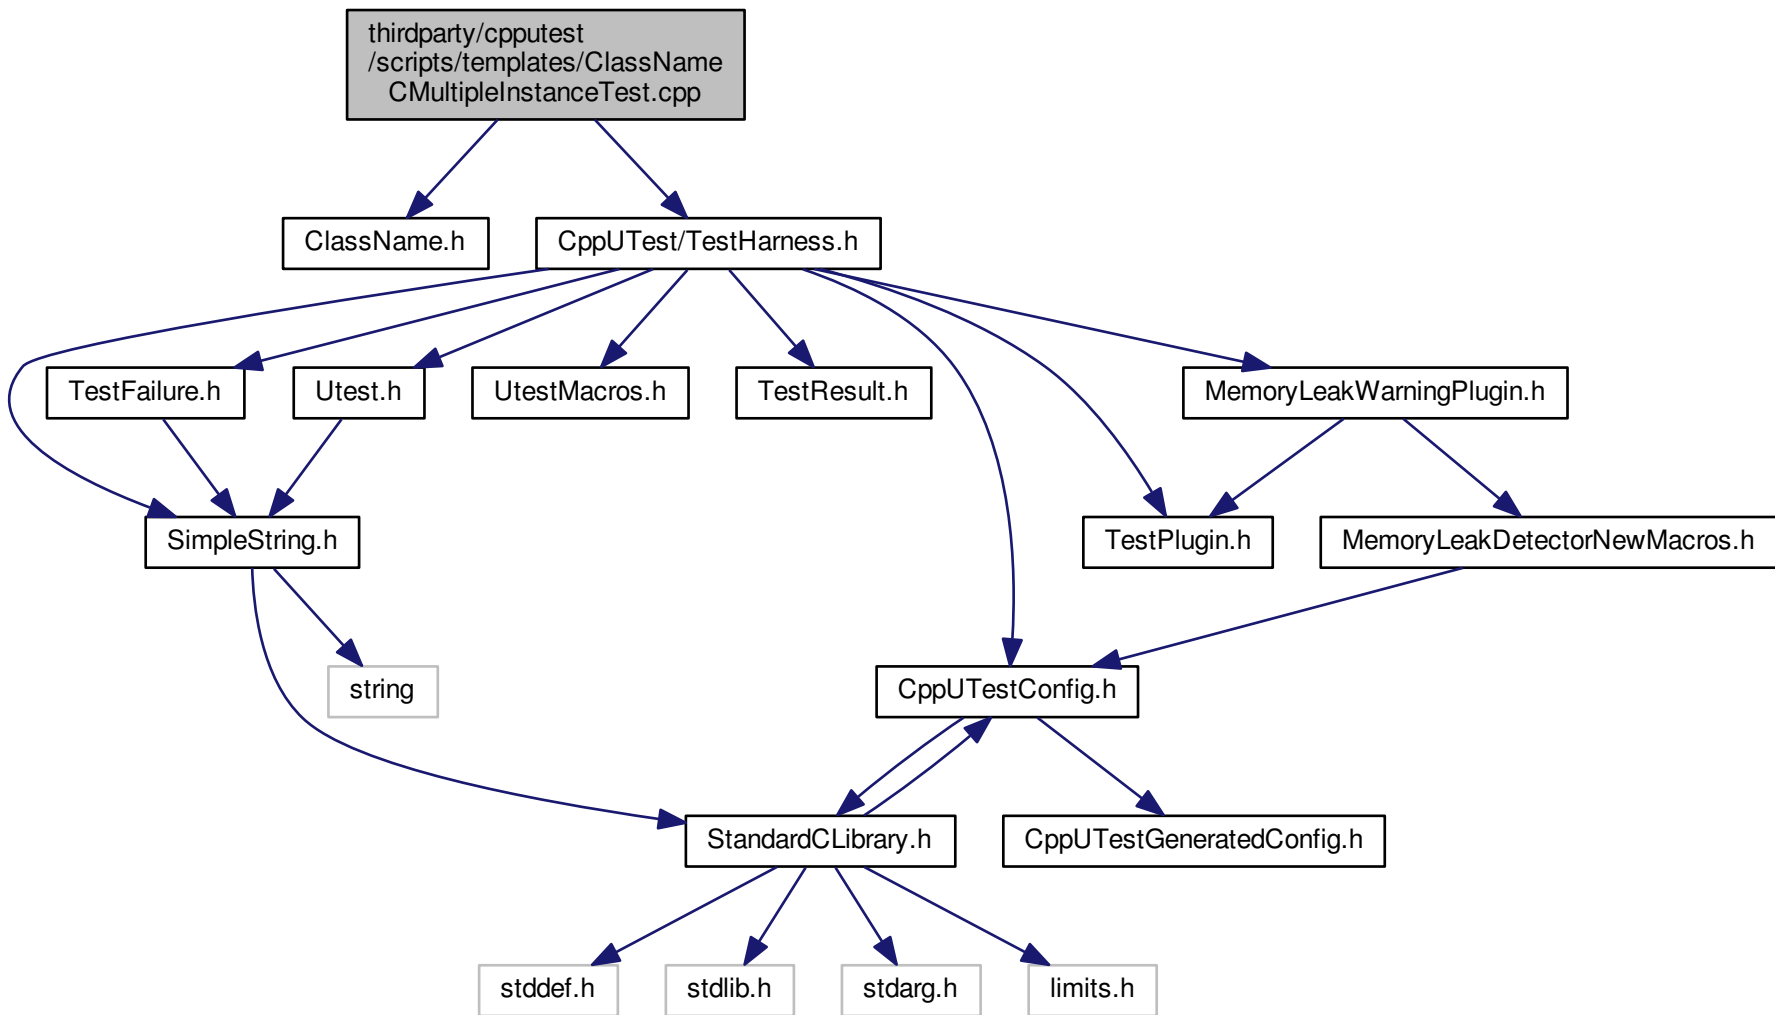 thirdparty/cpputest
/scripts/templates/ClassName
CMultipleInstanceTest.cpp
ClassName.h
CppUTest/TestHarness.h
TestFailure.h
Utest.h
UtestMacros.h
TestResult.h
MemoryLeakWarningPlugin.h
SimpleString.h
TestPlugin.h
MemoryLeakDetectorNewMacros.h
string
CppUTestConfig.h
StandardCLibrary.h
CppUTestGeneratedConfig.h
stddef.h
stdlib.h
stdarg.h
limits.h